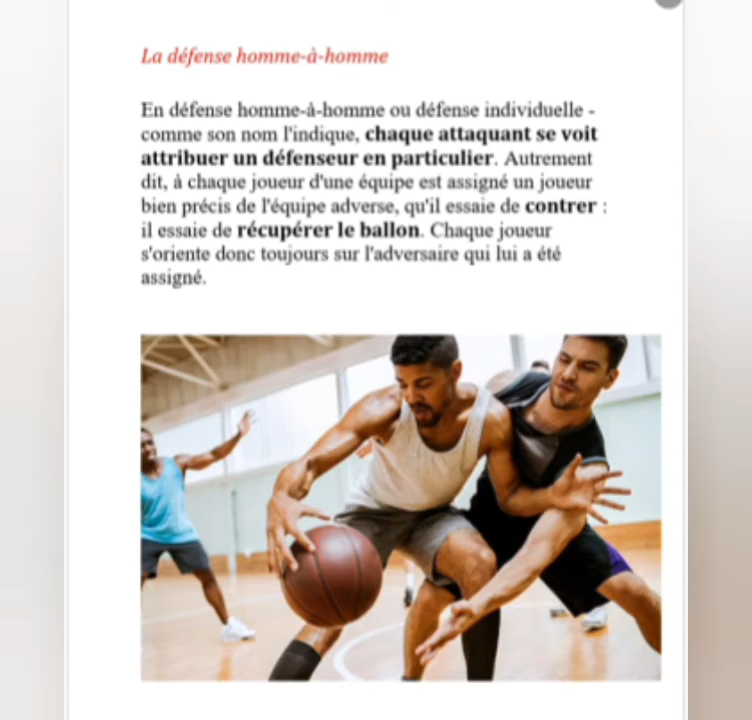 La défense homme-à-homme
En défense homme-à-homme ou défense individuelle -
comme son nom l'indique, chaque attaquant se voit
attribuer un défenseur en particulier. Autrement
dit, à chaque joueur d'une équipe est assigné un joueur
bien précis de l'équipe adverse, qu'il essaie de contrer :
il essaie de récupérer le ballon. Chaque joueur
s'oriente donc toujours sur l'adversaire qui lui a été
assigné.